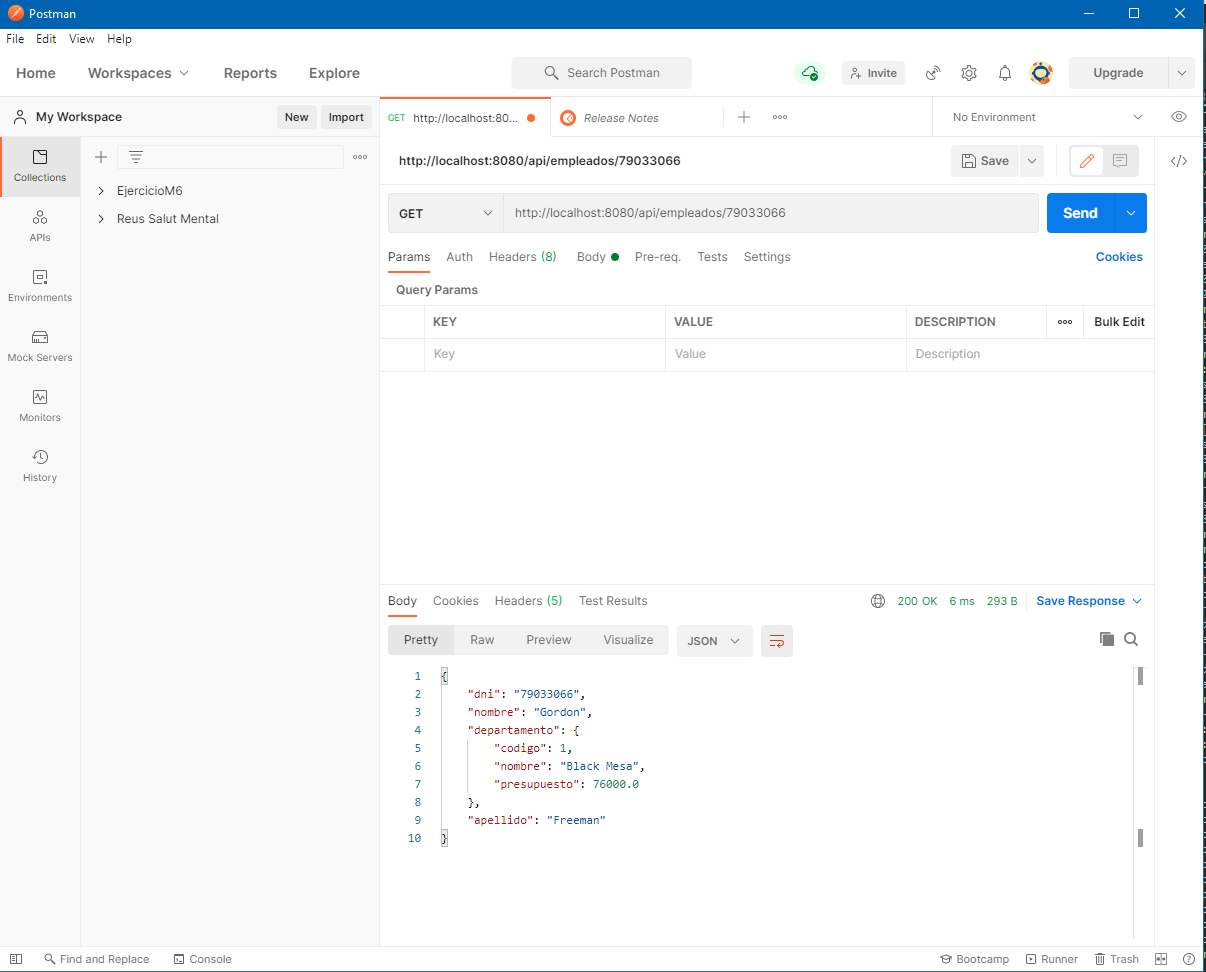 Postman
File Edit View Help
Home Workspaces Reports Explore Search Postman Invite Upgrade
My Workspace New Import GET http://localhost:80... Release Notes No Environment
http://localhost:8080/api/empleados/79033066 Save
Collections
EjercicioM6
Reus Salut Mental
APIs
Environments
Mock Servers
Monitors
History
GET http://localhost:8080/api/empleados/79033066 Send
Params Auth Headers (8) Body Pre-req. Tests Settings Cookies
Query Params
KEY VALUE DESCRIPTION Bulk Edit
Key Value Description
Body Cookies Headers (5) Test Results 200 OK 6 ms 293 B Save Response
Pretty Raw Preview Visualize JSON
1 {
2 "dni": "79033066",
3 "nombre": "Gordon",
4 "departamento": {
5 "codigo": 1,
6 "nombre": "Black Mesa",
7 "presupuesto": 76000.0
8 },
9 "apellido": "Freeman"
10 }
Find and Replace Console Bootcamp Runner Trash